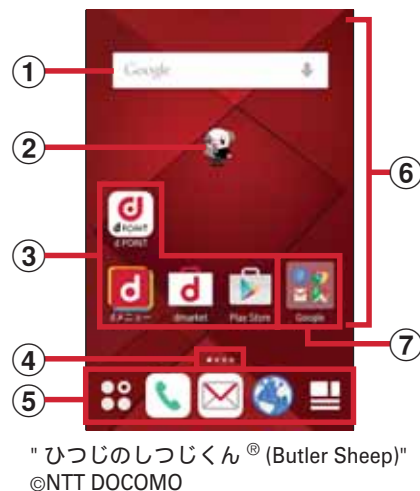 ① Google
②
⑥
d POINT
d POINT
③
d d
dメニュー dmarket Play Store Google
④ ⑦
⑤
" ひつじのしつじくん ® (Butler Sheep)"
©NTT DOCOMO